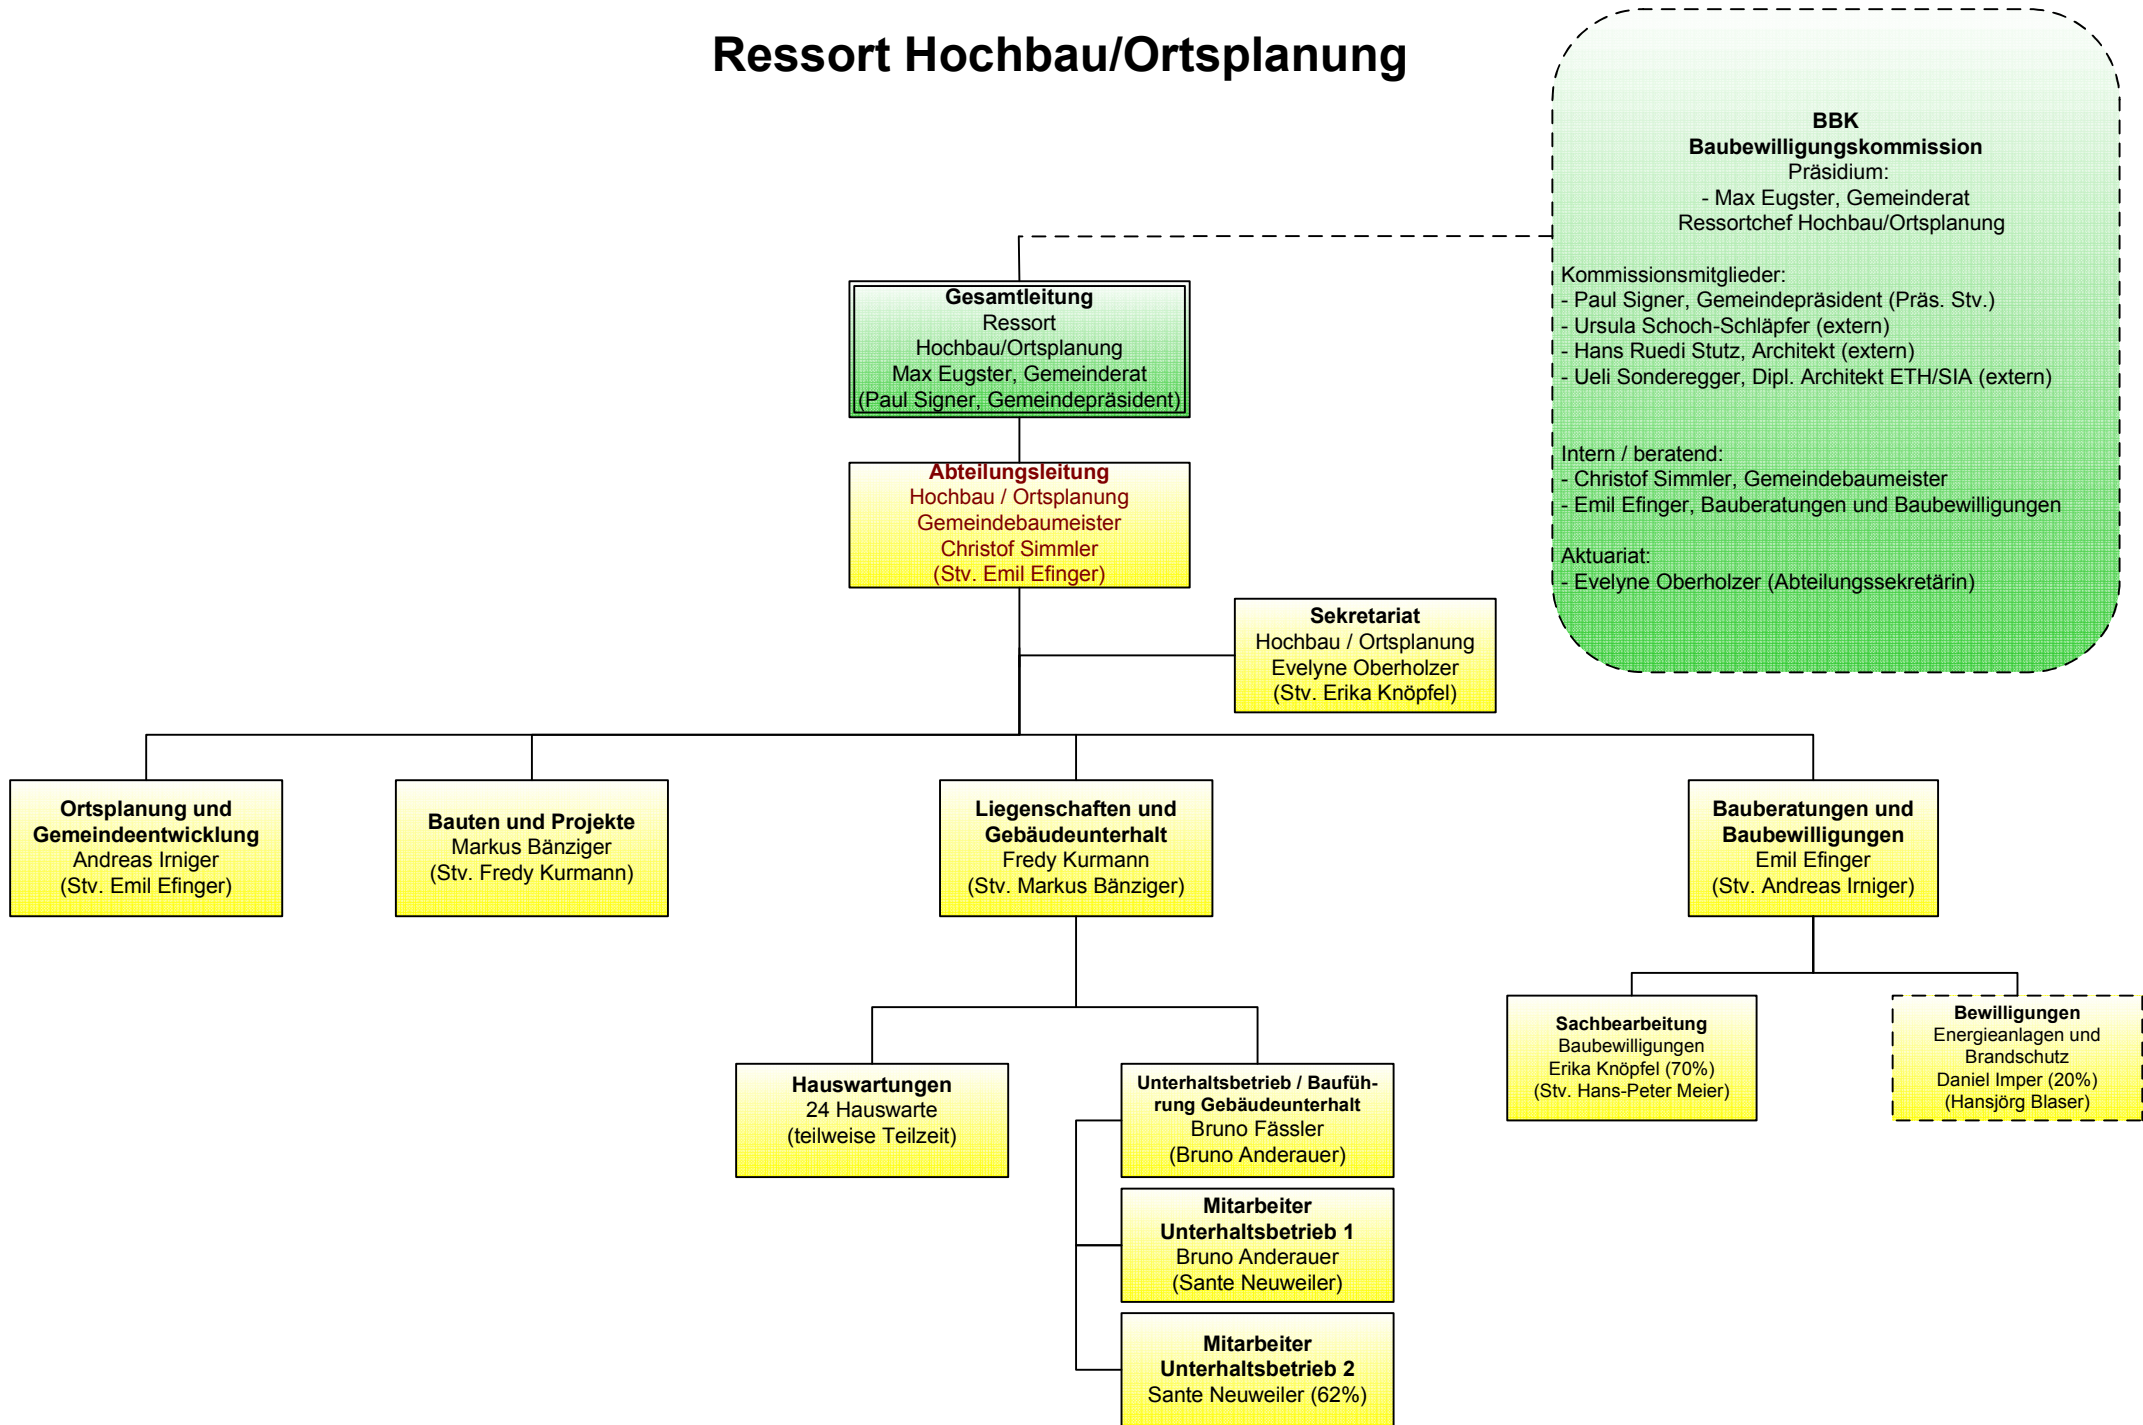 Ressort Hochbau/Ortsplanung
BBK
Baubewilligungskommission
Präsidium:
- Max Eugster, Gemeinderat
Ressortchef Hochbau/Ortsplanung
Kommissionsmitglieder:
- Paul Signer, Gemeindepräsident (Präs. Stv.)
- Ursula Schoch-Schläpfer (extern)
- Hans Ruedi Stutz, Architekt (extern)
- Ueli Sonderegger, Dipl. Architekt ETH/SIA (extern)
Intern / beratend:
- Christof Simmler, Gemeindebaumeister
- Emil Efinger, Bauberatungen und Baubewilligungen
Aktuariat:
- Evelyne Oberholzer (Abteilungssekretärin)
Gesamtleitung
Ressort
Hochbau/Ortsplanung
Max Eugster, Gemeinderat
(Paul Signer, Gemeindepräsident)
Abteilungsleitung
Hochbau / Ortsplanung
Gemeindebaumeister
Christof Simmler
(Stv. Emil Efinger)
Sekretariat
Hochbau / Ortsplanung
Evelyne Oberholzer
(Stv. Erika Knöpfel)
Ortsplanung und
Gemeindeentwicklung
Andreas Irniger
(Stv. Emil Efinger)
Bauten und Projekte
Markus Bänziger
(Stv. Fredy Kurmann)
Liegenschaften und
Gebäudeunterhalt
Fredy Kurmann
(Stv. Markus Bänziger)
Bauberatungen und
Baubewilligungen
Emil Efinger
(Stv. Andreas Irniger)
Hauswartungen
24 Hauswarte
(teilweise Teilzeit)
Unterhaltsbetrieb / Baufüh-
rung Gebäudeunterhalt
Bruno Fässler
(Bruno Anderauer)
Mitarbeiter
Unterhaltsbetrieb 1
Bruno Anderauer
(Sante Neuweiler)
Mitarbeiter
Unterhaltsbetrieb 2
Sante Neuweiler (62%)
Sachbearbeitung
Baubewilligungen
Erika Knöpfel (70%)
(Stv. Hans-Peter Meier)
Bewilligungen
Energieanlagen und
Brandschutz
Daniel Imper (20%)
(Hansjörg Blaser)